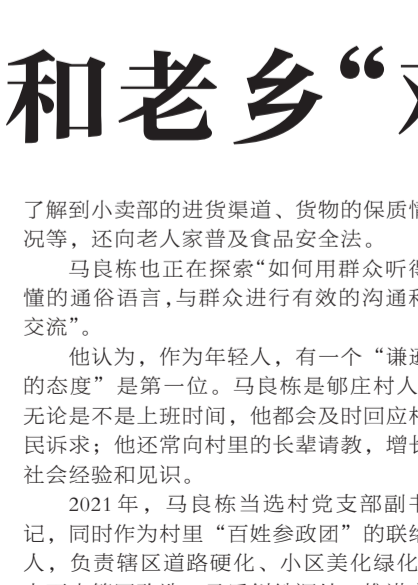 和老乡“
了解到小卖部的进货渠道、货物的保质
况等，还向老人家普及食品安全法。
马良栋也正在探索“如何用群众听得
懂的通俗语言，与群众进行有效的沟通和
交流”。
他认为，作为年轻人，有一个“谦逊
的态度”是第一位。马良栋是郇庄村人，
无论是不是上班时间，他都会及时回应村
民诉求；他还常向村里的长辈请教，增长
社会经验和见识。
2021年，马良栋当选村党支部副书
记，同时作为村里“百姓参政团”的联络
人，负责辖区道路硬化、小区美化绿化